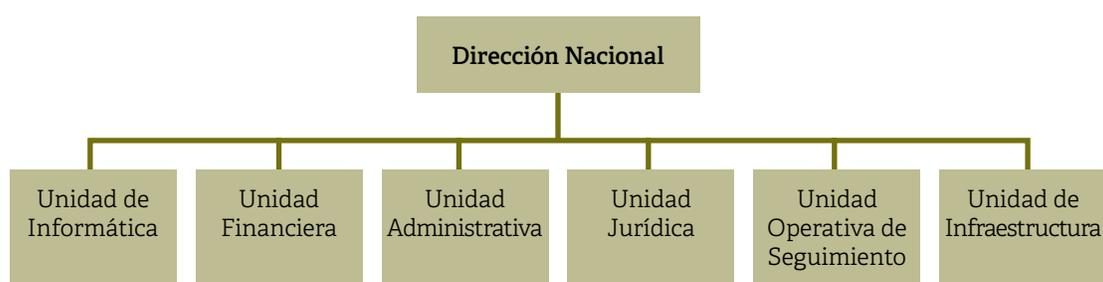 Dirección Nacional
Unidad de
Informática
Unidad
Financiera
Unidad
Administrativa
Unidad
Jurídica
Unidad
Operativa de
Seguimiento
Unidad de
Infraestructura